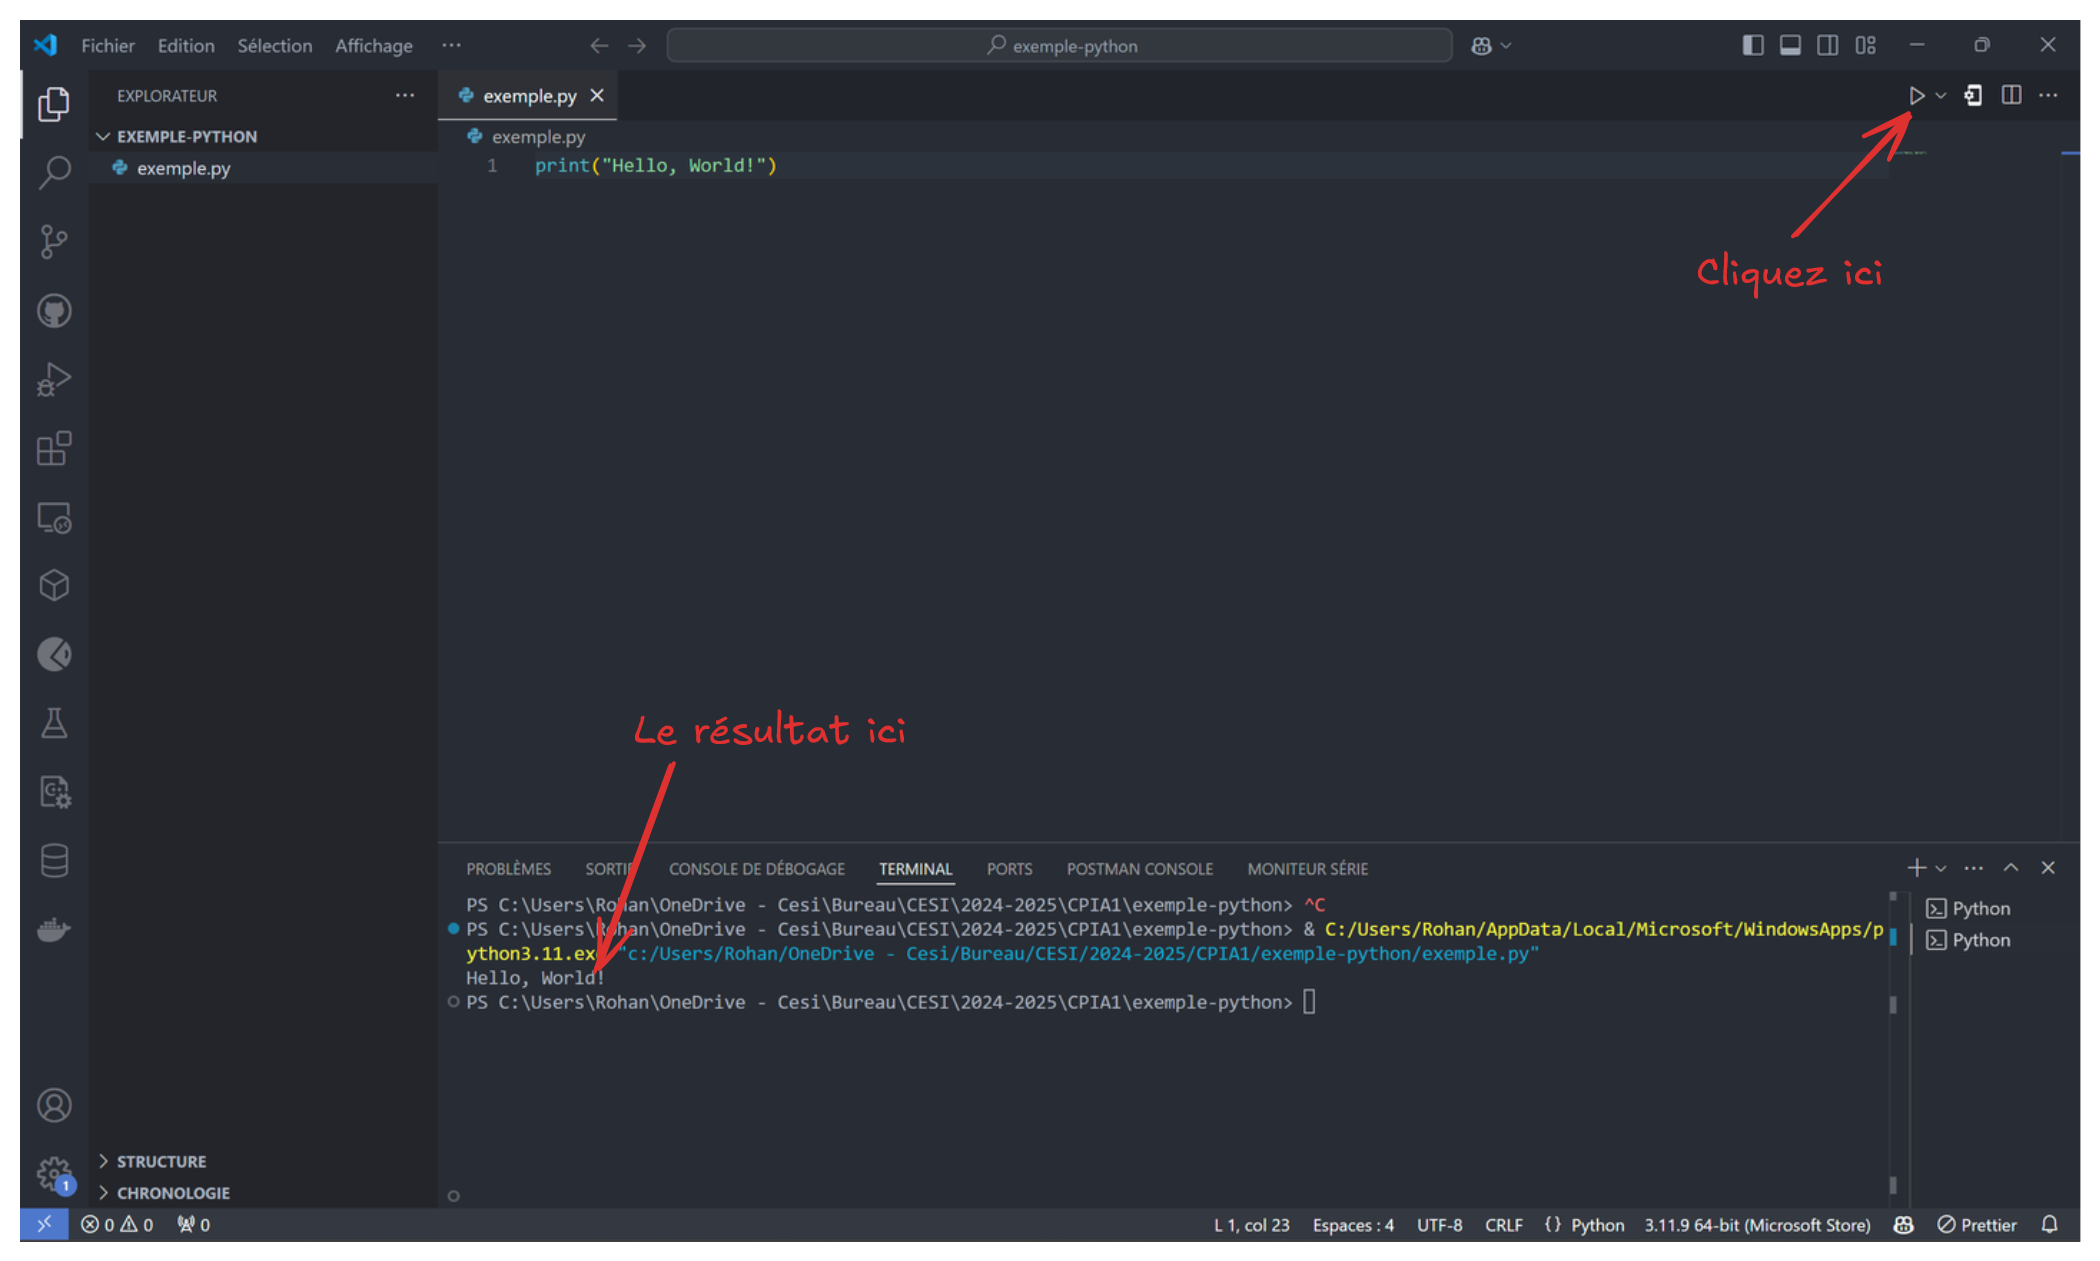 Fichier Edition Sélection Affichage ··· exemple-python
EXPLORATEUR ···
exemple.py
EXEMPLE-PYTHON
exemple.py
exemple.py
1 print("Hello, World!")
Cliquez ici
Le résultat ici
PROBLÈMES SORTIE CONSOLE DE DÉBOGAGE TERMINAL PORTS POSTMAN CONSOLE MONITEUR SÉRIE
PS C:\Users\Rohan\OneDrive - Cesi\Bureau\CESI\2024-2025\CPIA1\exemple-python> ^C
PS C:\Users\Rohan\OneDrive - Cesi\Bureau\CESI\2024-2025\CPIA1\exemple-python> & C:/Users/Rohan/AppData/Local/Microsoft/WindowsApps/p
ython3.11.exe "c:/Users/Rohan/OneDrive - Cesi/Bureau/CESI/2024-2025/CPIA1/exemple-python/exemple.py"
Hello, World!
PS C:\Users\Rohan\OneDrive - Cesi\Bureau\CESI\2024-2025\CPIA1\exemple-python>
Python
Python
STRUCTURE
CHRONOLOGIE
1
0 0 0 L 1, col 23 Espaces : 4 UTF-8 CRLF {} Python 3.11.9 64-bit (Microsoft Store) Prettier